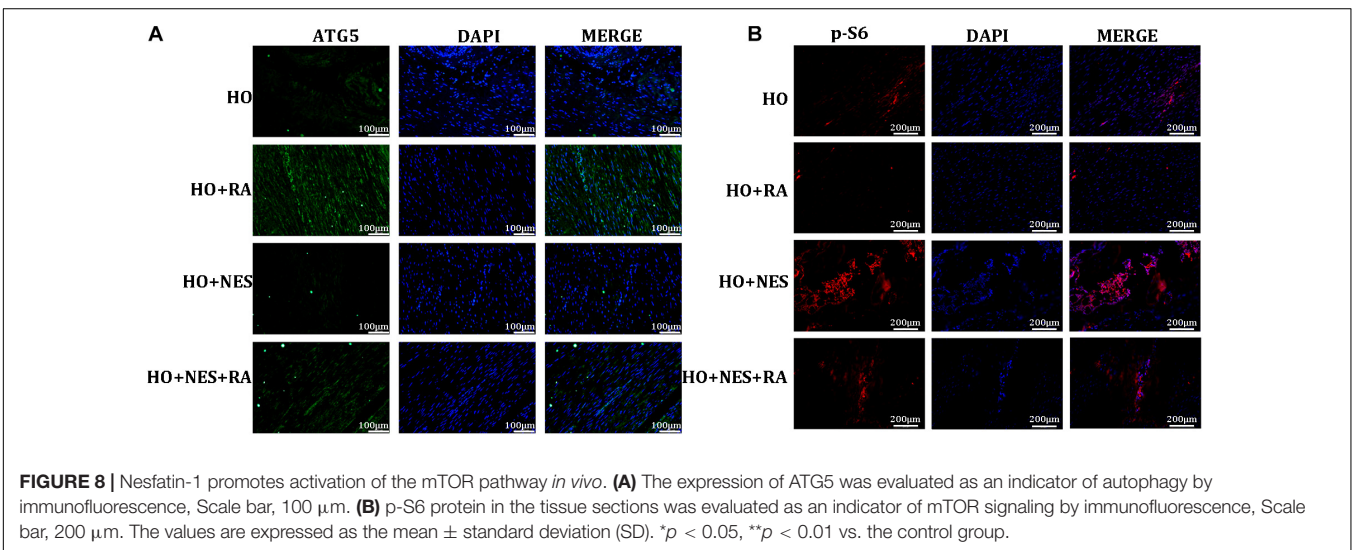 A
ATG5 DAPI MERGE
HO
100μm 100μm 100μm
HO+RA
100μm 100μm 100μm
HO+NES
100μm 100μm 100μm
HO+NES+RA
100μm 100μm 100μm
B
p-S6 DAPI MERGE
HO
200μm 200μm 200μm
HO+RA
200μm 200μm 200μm
HO+NES
200μm 200μm 200μm
HO+NES+RA
200μm 200μm 200μm
FIGURE 8 | Nesfatin-1 promotes activation of the mTOR pathway in vivo. (A) The expression of ATG5 was evaluated as an indicator of autophagy by
immunofluorescence, Scale bar, 100 μm. (B) p-S6 protein in the tissue sections was evaluated as an indicator of mTOR signaling by immunofluorescence, Scale
bar, 200 μm. The values are expressed as the mean ± standard deviation (SD). *p < 0.05, **p < 0.01 vs. the control group.